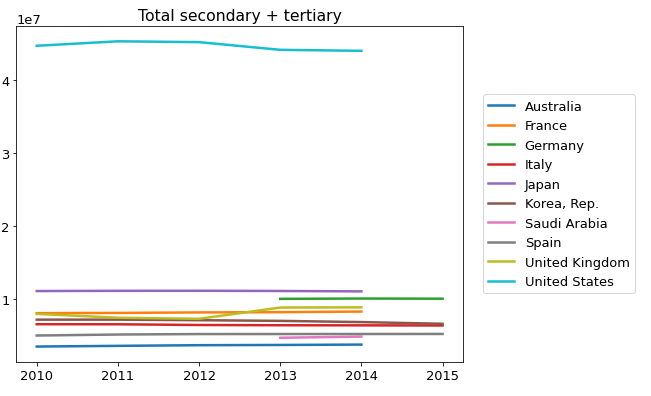 Total secondary + tertiary
1e7
4
3
2
1
2010 2011 2012 2013 2014 2015
Australia
France
Germany
Italy
Japan
Korea, Rep.
Saudi Arabia
Spain
United Kingdom
United States